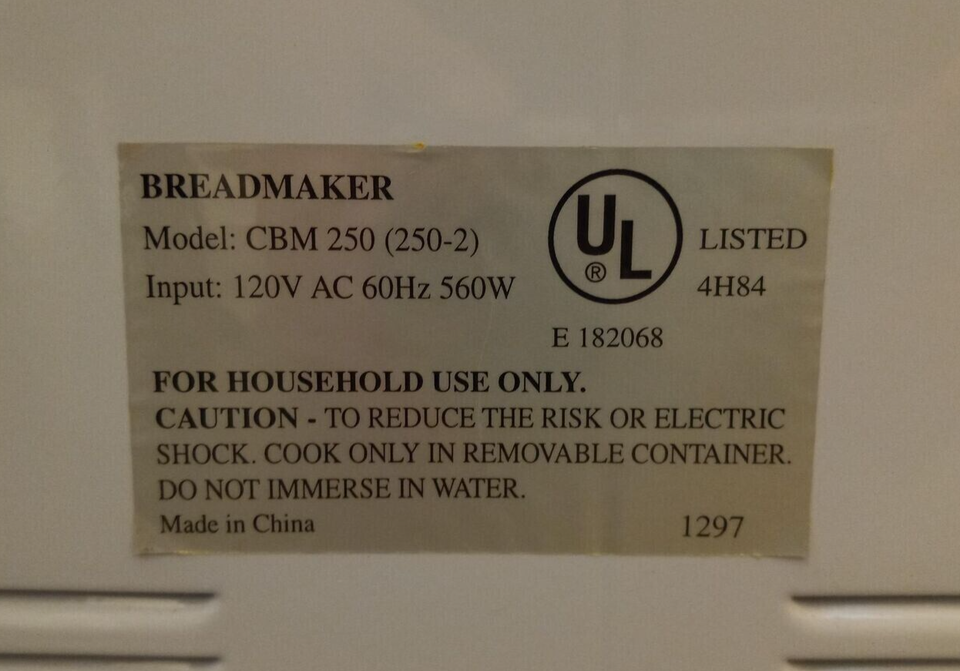 BREADMAKER
Model: CBM 250 (250-2)
Input: 120V AC 60Hz 560W
UL
®
LISTED
4H84
E 182068
FOR HOUSEHOLD USE ONLY.
CAUTION - TO REDUCE THE RISK OR ELECTRIC
SHOCK. COOK ONLY IN REMOVABLE CONTAINER.
DO NOT IMMERSE IN WATER.
Made in China 1297